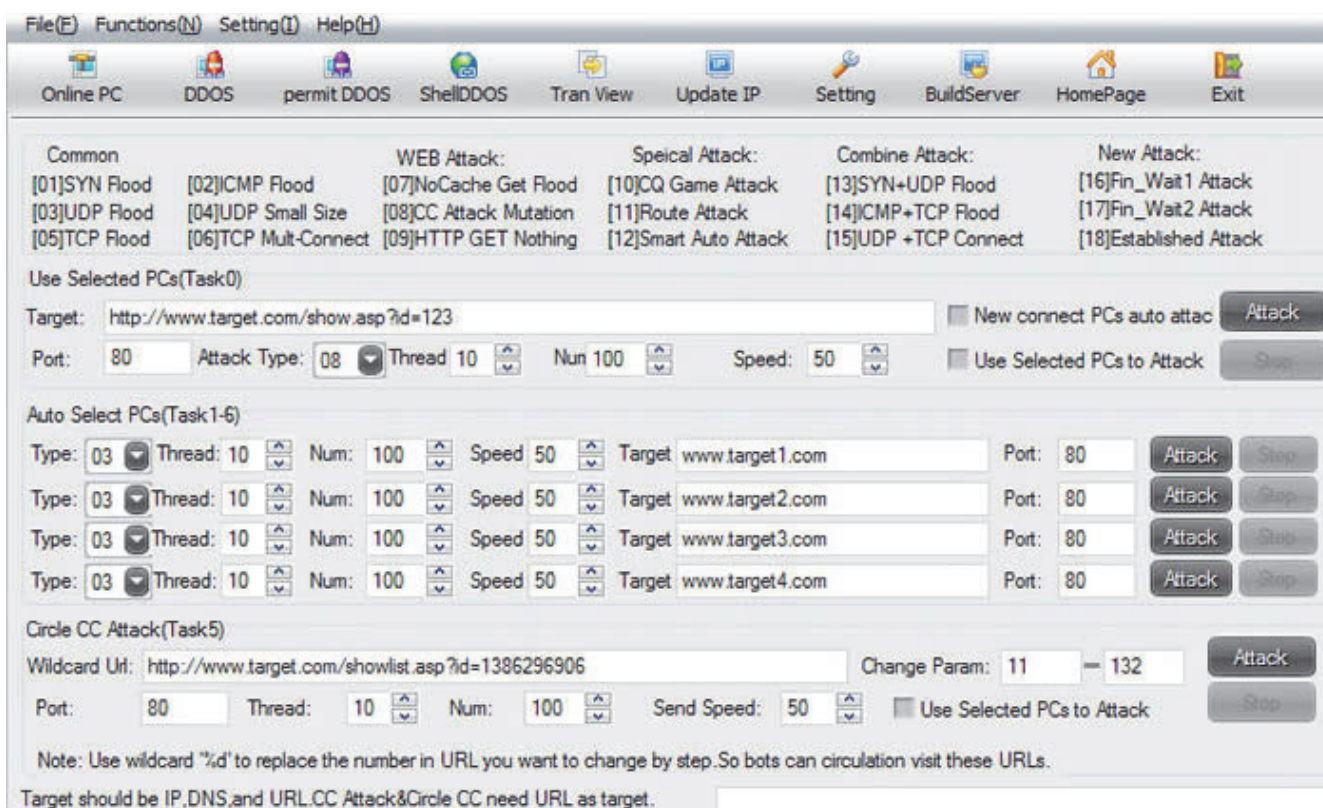 File(F) Functions(N) Setting(I) Help(H)
Online PC DDOS permit DDOS ShellDDOS Tran View Update IP Setting BuildServer HomePage Exit
Common WEB Attack: Speical Attack: Combine Attack: New Attack:
[01]SYN Flood [02]ICMP Flood [07]NoCache Get Flood [10]CQ Game Attack [13]SYN+UDP Flood [16]Fin_Wait1 Attack
[03]UDP Flood [04]UDP Small Size [08]CC Attack Mutation [11]Route Attack [14]ICMP+TCP Flood [17]Fin_Wait2 Attack
[05]TCP Flood [06]TCP Mult-Connect [09]HTTP GET Nothing [12]Smart Auto Attack [15]UDP +TCP Connect [18]Established Attack
Use Selected PCs(Task0)
Target: http://www.target.com/show.asp?id=123 New connect PCs auto attac Attack
Port: 80 Attack Type: 08 Thread 10 Nun 100 Speed: 50 Use Selected PCs to Attack Stop
Auto Select PCs(Task1-6)
Type: 03 Thread: 10 Num: 100 Speed 50 Target www.target1.com Port: 80 Attack Stop
Type: 03 Thread: 10 Num: 100 Speed 50 Target www.target2.com Port: 80 Attack Stop
Type: 03 Thread: 10 Num: 100 Speed 50 Target www.target3.com Port: 80 Attack Stop
Type: 03 Thread: 10 Num: 100 Speed 50 Target www.target4.com Port: 80 Attack Stop
Circle CC Attack(Task5)
Wildcard Url: http://www.target.com/showlist.asp?id=1386296906 Change Param: 11 — 132 Attack
Port: 80 Thread: 10 Num: 100 Send Speed: 50 Use Selected PCs to Attack Stop
Note: Use wildcard '%d' to replace the number in URL you want to change by step.So bots can circulation visit these URLs.
Target should be IP,DNS,and URL.CC Attack&Circle CC need URL as target.